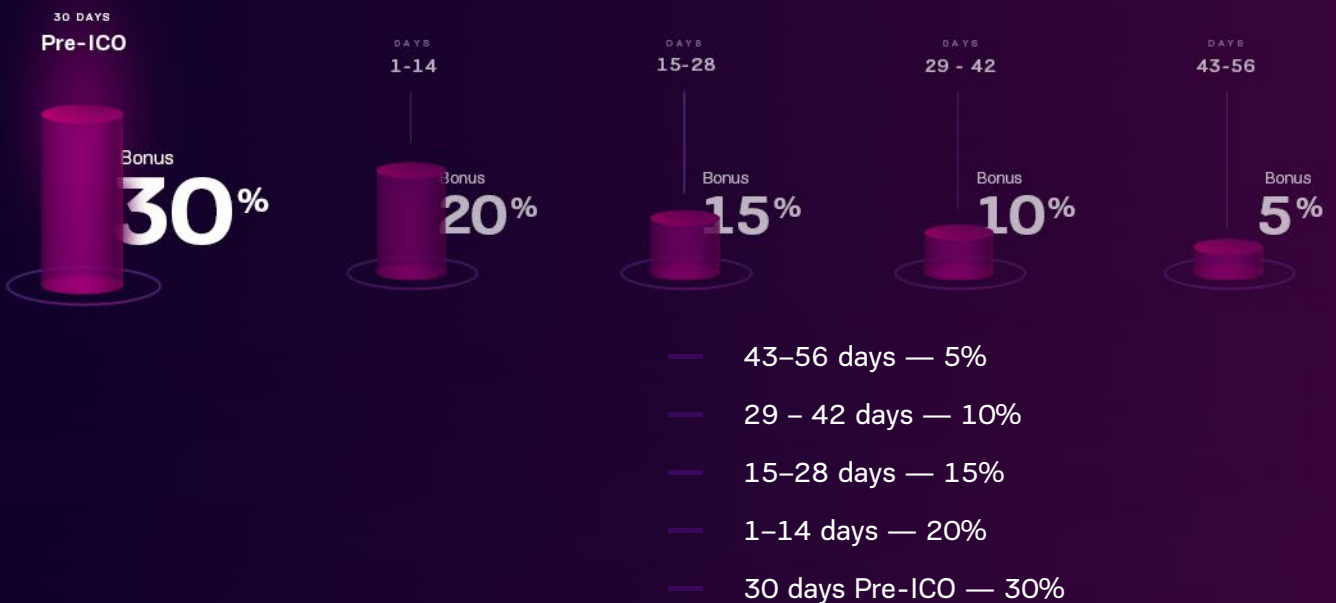 30 DAYS
Pre-ICO
Bonus
30%
DAYS
1-14
Bonus
20%
DAYS
15-28
Bonus
15%
DAYS
29 - 42
Bonus
10%
DAYS
43-56
Bonus
5%
43–56 days — 5%
29 – 42 days — 10%
15–28 days — 15%
1–14 days — 20%
30 days Pre-ICO — 30%